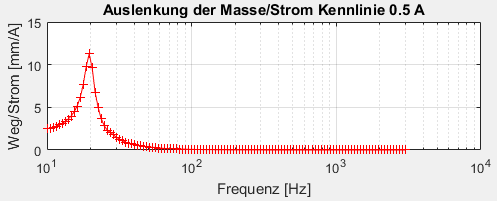 Auslenkung der Masse/Strom Kennlinie 0.5 A
Weg/Strom [mm/A]
15
10
5
0
10^1
10^2
10^3
10^4
Frequenz [Hz]